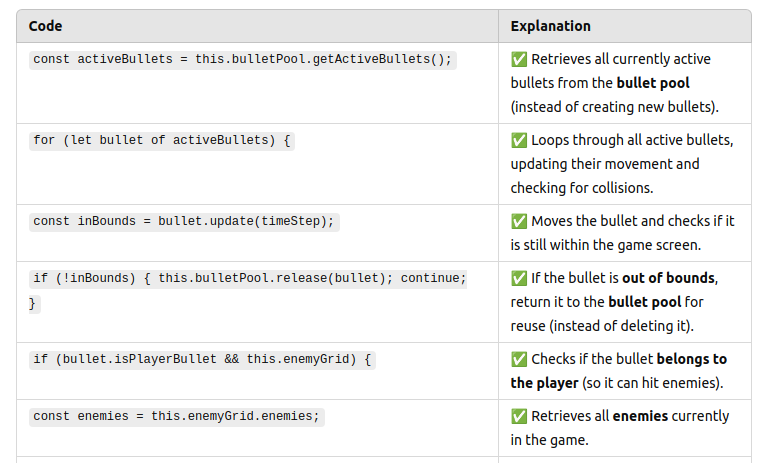 Code Explanation
const activeBullets = this.bulletPool.getActiveBullets(); ✅ Retrieves all currently active
bullets from the bullet pool
(instead of creating new bullets).
for (let bullet of activeBullets) { ✅ Loops through all active bullets,
updating their movement and
checking for collisions.
const inBounds = bullet.update(timeStep); ✅ Moves the bullet and checks if it
is still within the game screen.
if (!inBounds) { this.bulletPool.release(bullet); continue; ✅ If the bullet is out of bounds,
} return it to the bullet pool for
reuse (instead of deleting it).
if (bullet.isPlayerBullet && this.enemyGrid) { ✅ Checks if the bullet belongs to
the player (so it can hit enemies).
const enemies = this.enemyGrid.enemies; ✅ Retrieves all enemies currently
in the game.